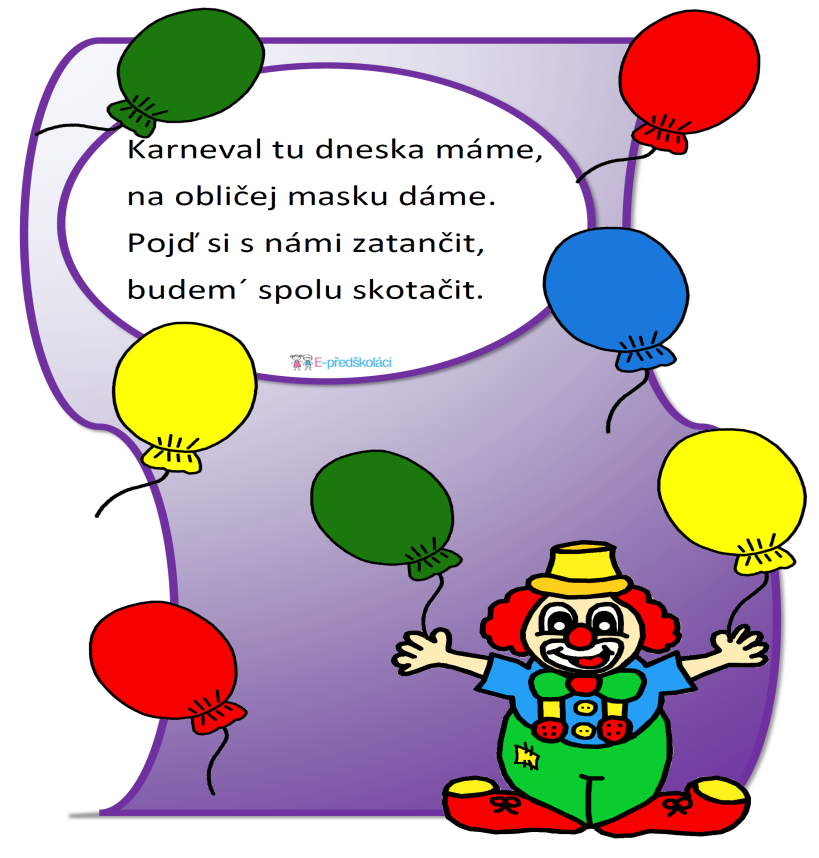 Karneval tu dneska máme,
na obličej masku dáme.
Pojď si s námi zatančit,
budem´ spolu skotačit.
E-předškoláci